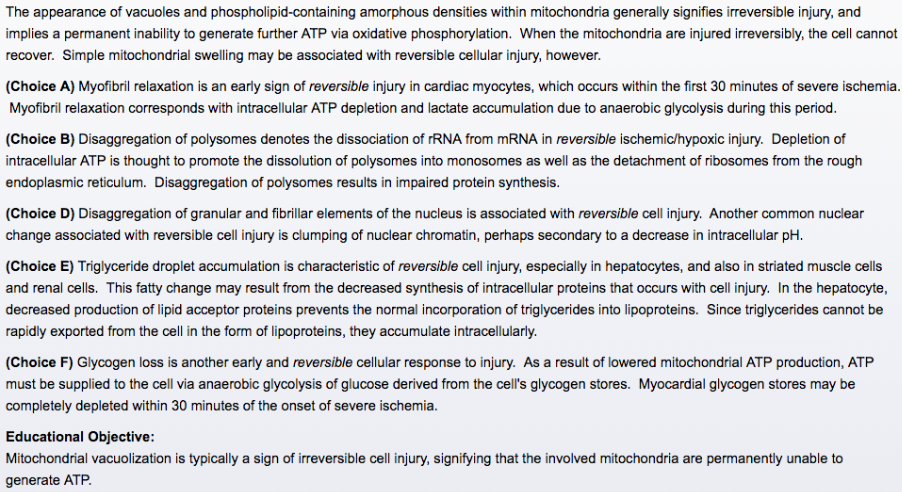 The appearance of vacuoles and phospholipid-containing amorphous densities within mitochondria generally signifies irreversible injury, and
implies a permanent inability to generate further ATP via oxidative phosphorylation.  When the mitochondria are injured irreversibly, the cell cannot
recover.  Simple mitochondrial swelling may be associated with reversible cellular injury, however.
(Choice A) Myofibril relaxation is an early sign of reversible injury in cardiac myocytes, which occurs within the first 30 minutes of severe ischemia.
Myofibril relaxation corresponds with intracellular ATP depletion and lactate accumulation due to anaerobic glycolysis during this period.
(Choice B) Disaggregation of polysomes denotes the dissociation of rRNA from mRNA in reversible ischemic/hypoxic injury.  Depletion of
intracellular ATP is thought to promote the dissolution of polysomes into monosomes as well as the detachment of ribosomes from the rough
endoplasmic reticulum.  Disaggregation of polysomes results in impaired protein synthesis.
(Choice D) Disaggregation of granular and fibrillar elements of the nucleus is associated with reversible cell injury.  Another common nuclear
change associated with reversible cell injury is clumping of nuclear chromatin, perhaps secondary to a decrease in intracellular pH.
(Choice E) Triglyceride droplet accumulation is characteristic of reversible cell injury, especially in hepatocytes, and also in striated muscle cells
and renal cells.  This fatty change may result from the decreased synthesis of intracellular proteins that occurs with cell injury.  In the hepatocyte,
decreased production of lipid acceptor proteins prevents the normal incorporation of triglycerides into lipoproteins.  Since triglycerides cannot be
rapidly exported from the cell in the form of lipoproteins, they accumulate intracellularly.
(Choice F) Glycogen loss is another early and reversible cellular response to injury.  As a result of lowered mitochondrial ATP production, ATP
must be supplied to the cell via anaerobic glycolysis of glucose derived from the cell's glycogen stores.  Myocardial glycogen stores may be
completely depleted within 30 minutes of the onset of severe ischemia.
Educational Objective:
Mitochondrial vacuolization is typically a sign of irreversible cell injury, signifying that the involved mitochondria are permanently unable to
generate ATP.